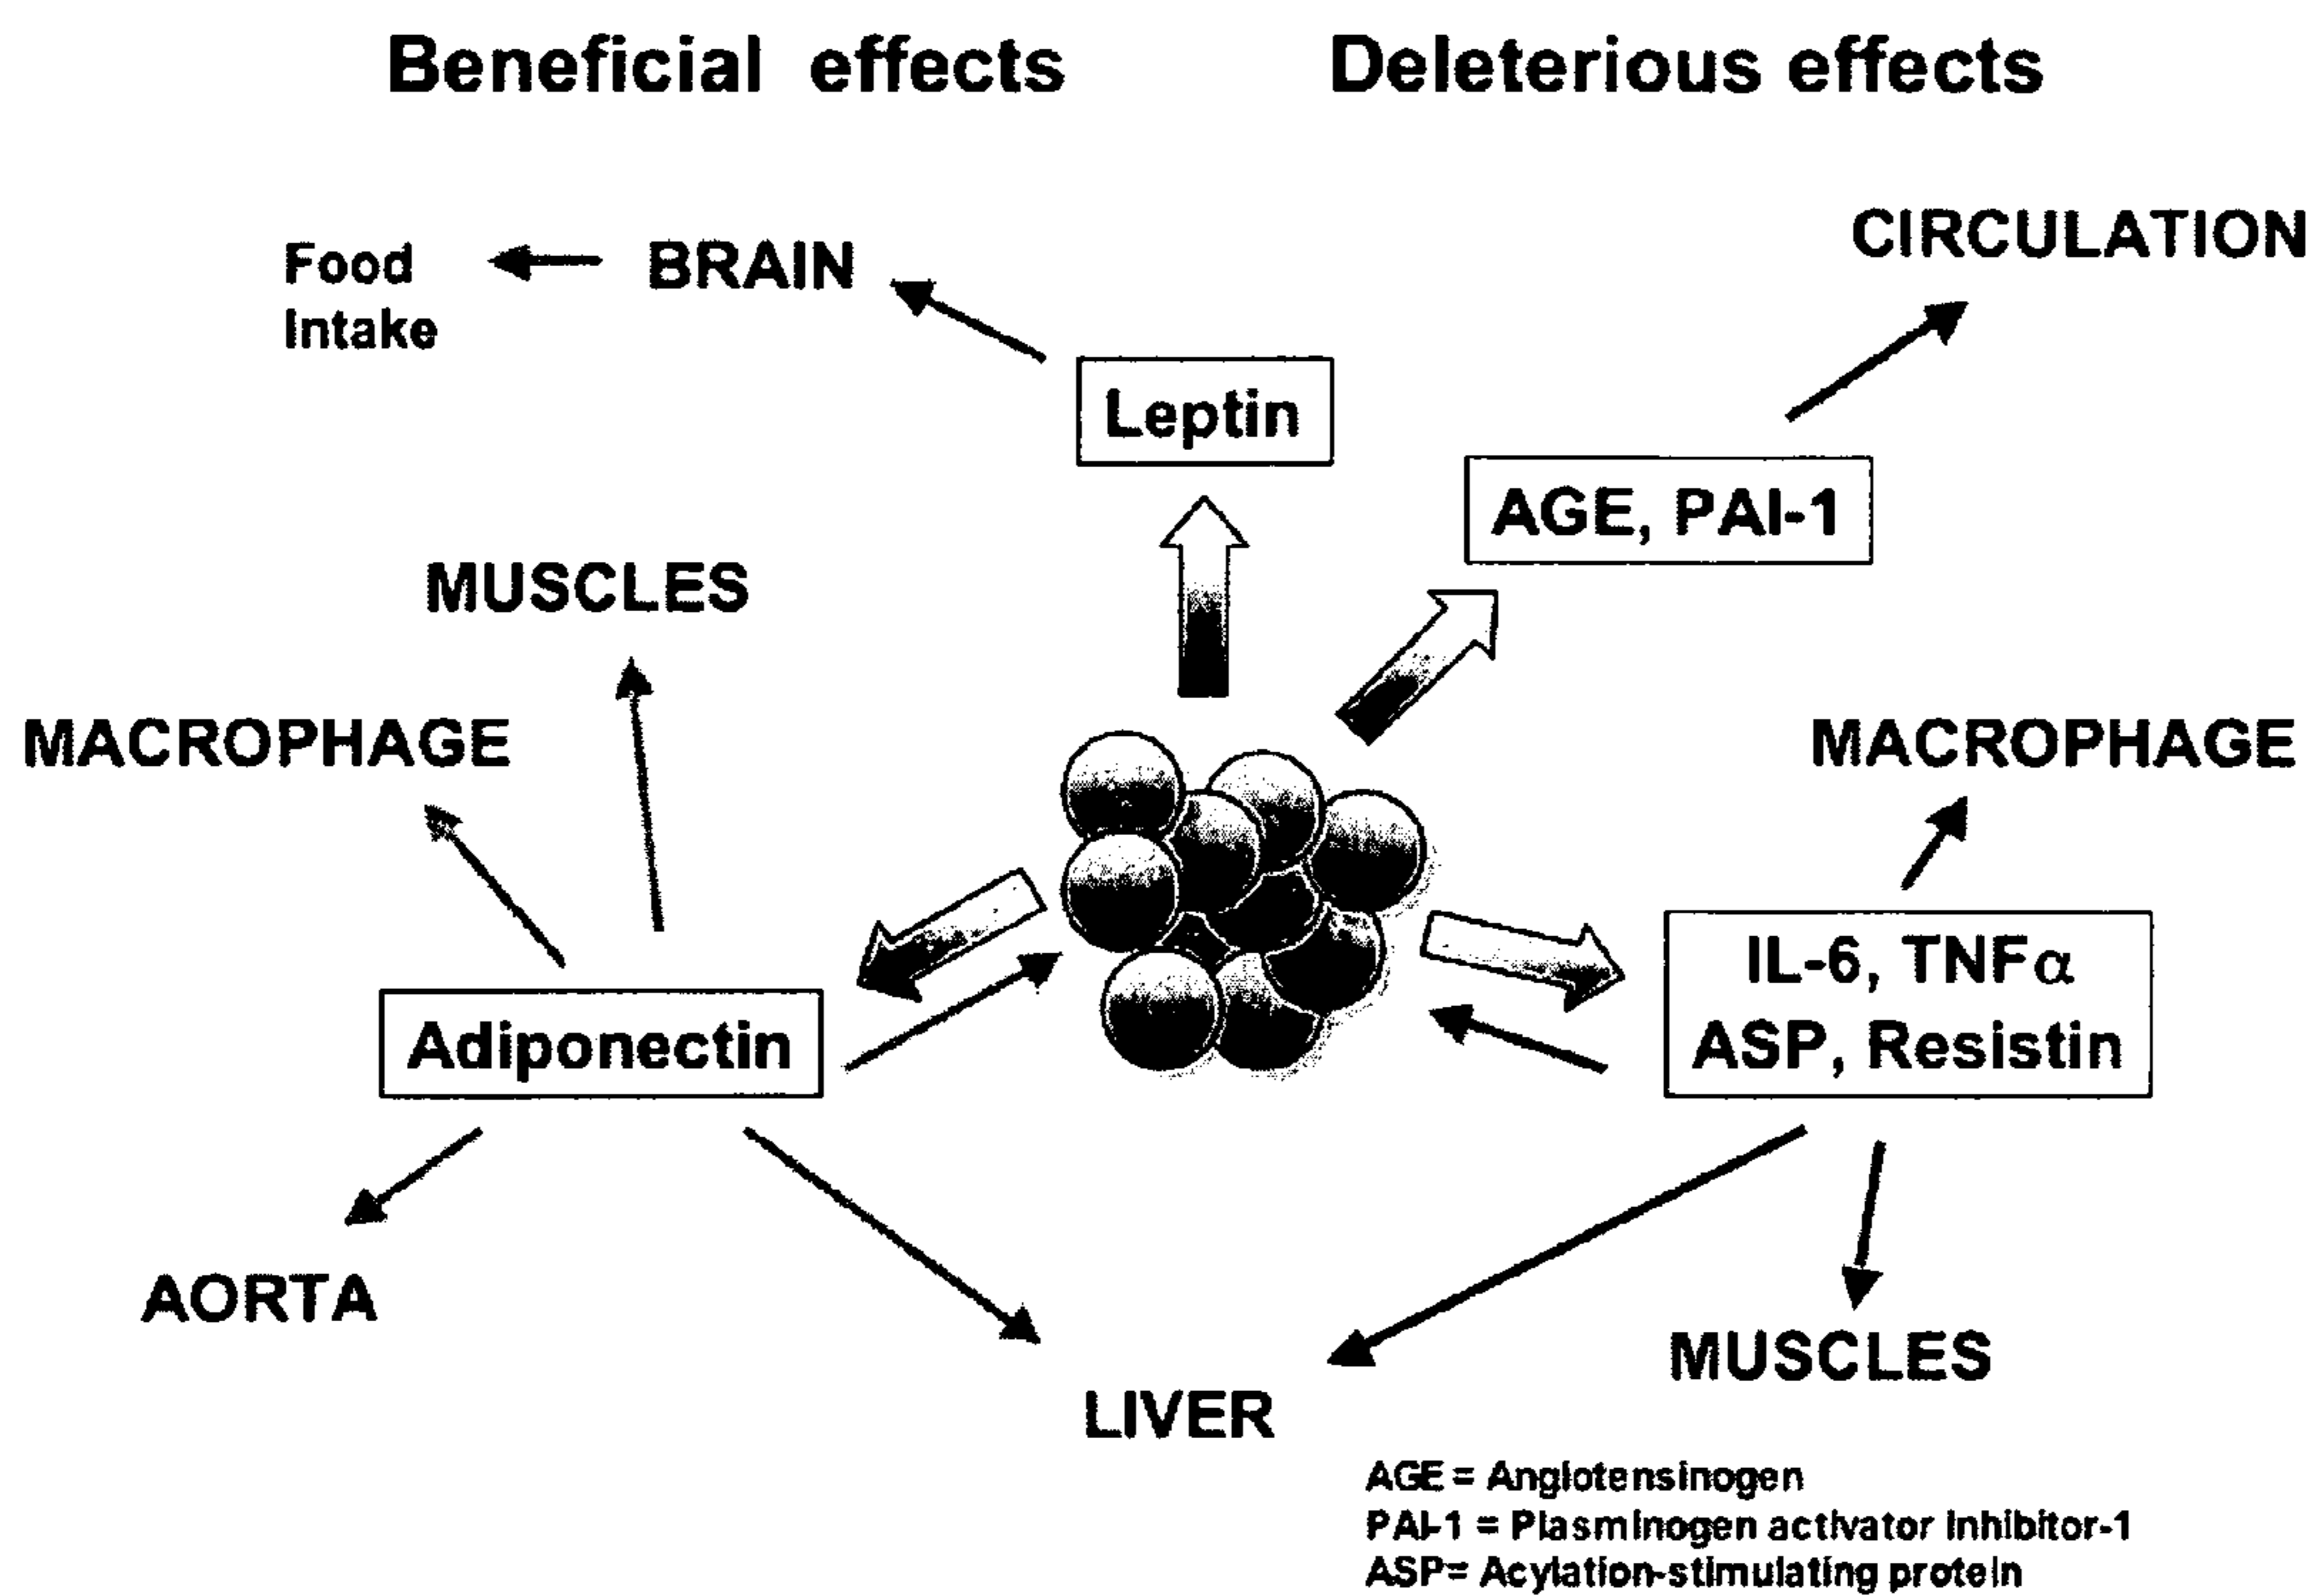 Beneficial effects
Deleterious effects
CIRCULATION
Food
Intake
BRAIN
Leptin
AGE, PAI-1
MUSCLES
MACROPHAGE
MACROPHAGE
IL-6, TNFα
ASP, Resistin
Adiponectin
AORTA
MUSCLES
LIVER
AGE = Angiotensinogen
PAI-1 = Plasminogen activator Inhibitor-1
ASP= Acylation-stimulating protein